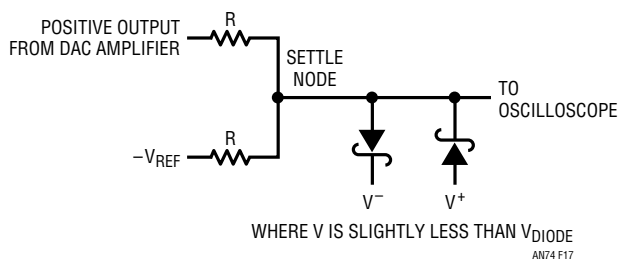 POSITIVE OUTPUT
FROM DAC AMPLIFIER
R
SETTLE
NODE
TO
OSCILLOSCOPE
R
–VREF
V–
V+
WHERE V IS SLIGHTLY LESS THAN VDIODE
AN74 F17